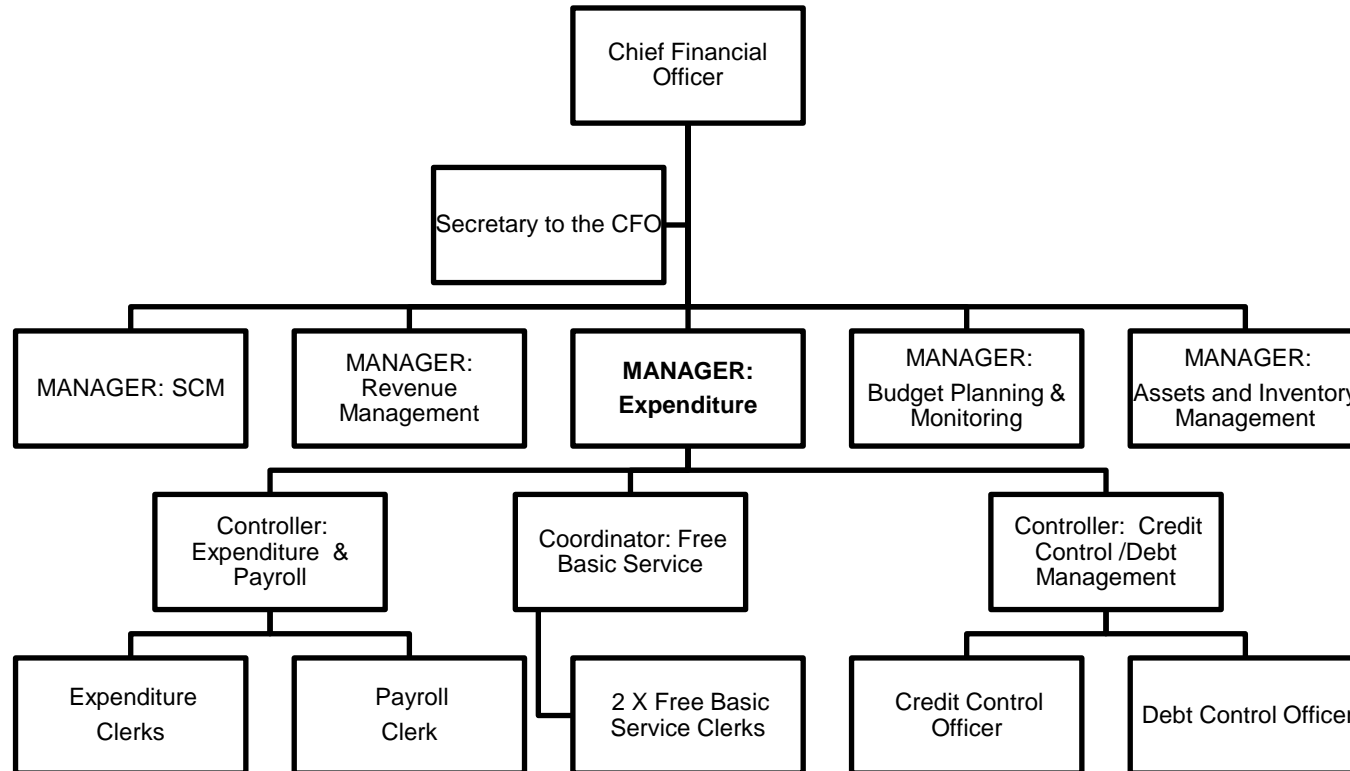 Chief Financial
Officer
Secretary to the CFO
MANAGER: SCM
MANAGER:
Revenue
Management
MANAGER:
Expenditure
MANAGER:
Budget Planning &
Monitoring
MANAGER:
Assets and Inventory
Management
Controller:
Expenditure &
Payroll
Coordinator: Free
Basic Service
Controller: Credit
Control /Debt
Management
Expenditure
Clerks
Payroll
Clerk
2 X Free Basic
Service Clerks
Credit Control
Officer
Debt Control Officer